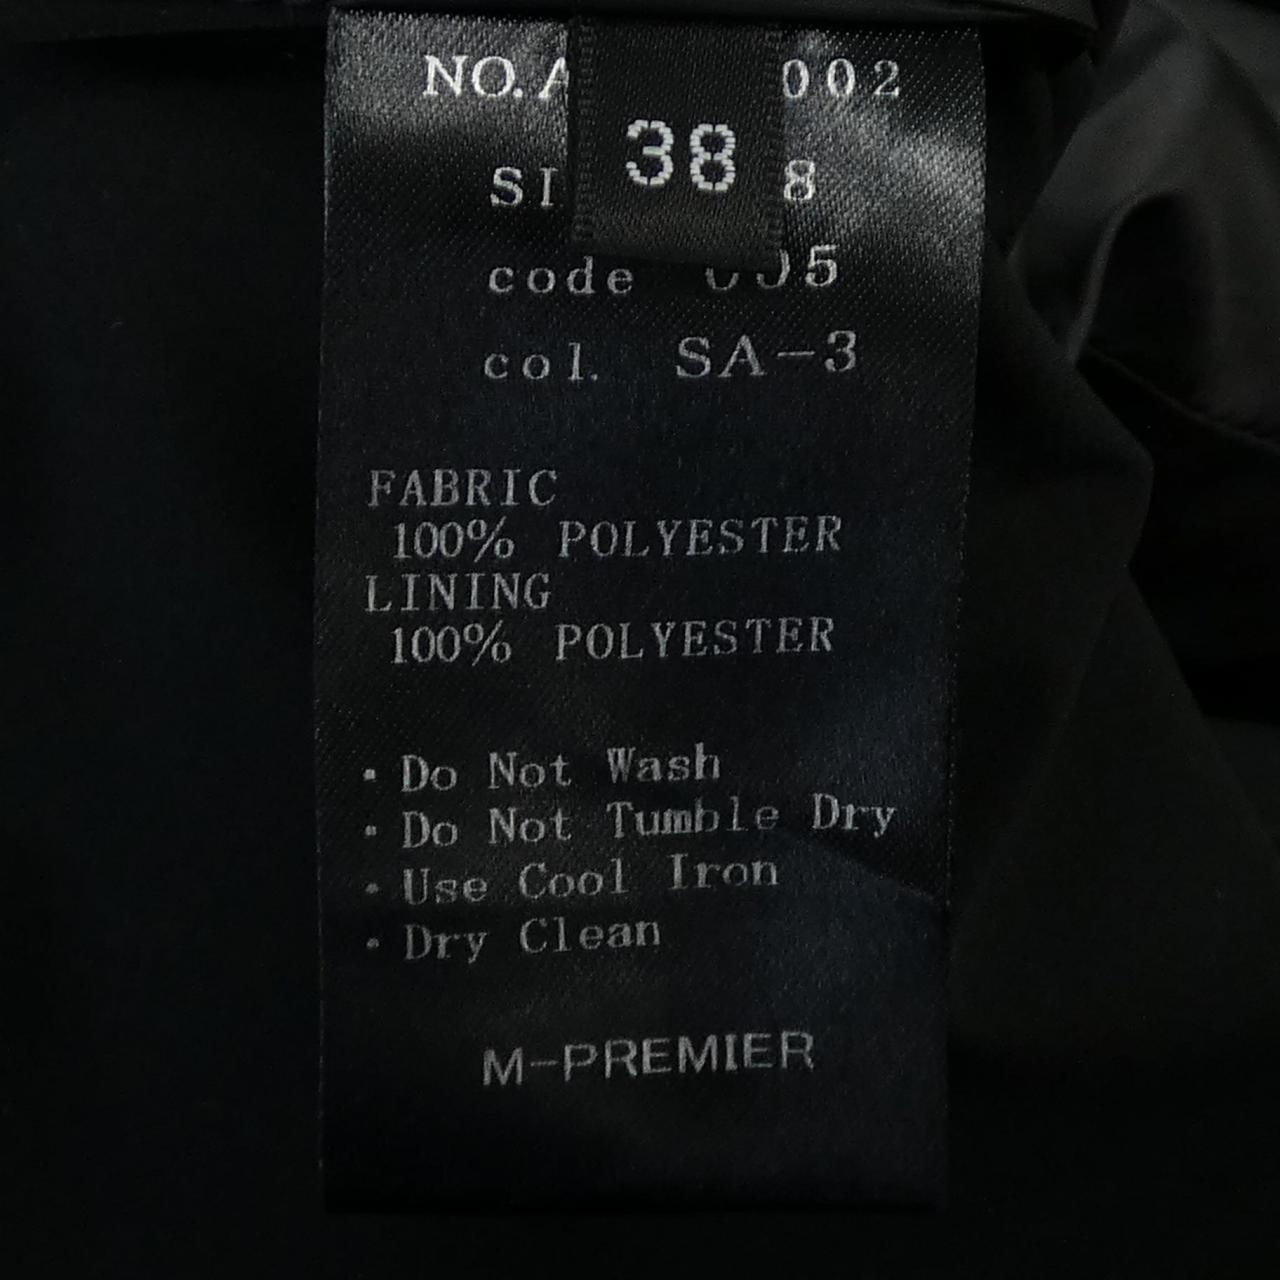 NO.A 002
38
SI 8
code 5
col. SA-3
FABRIC
100% POLYESTER
LINING
100% POLYESTER
· Do Not Wash
· Do Not Tumble Dry
· Use Cool Iron
· Dry Clean
M-PREMIER